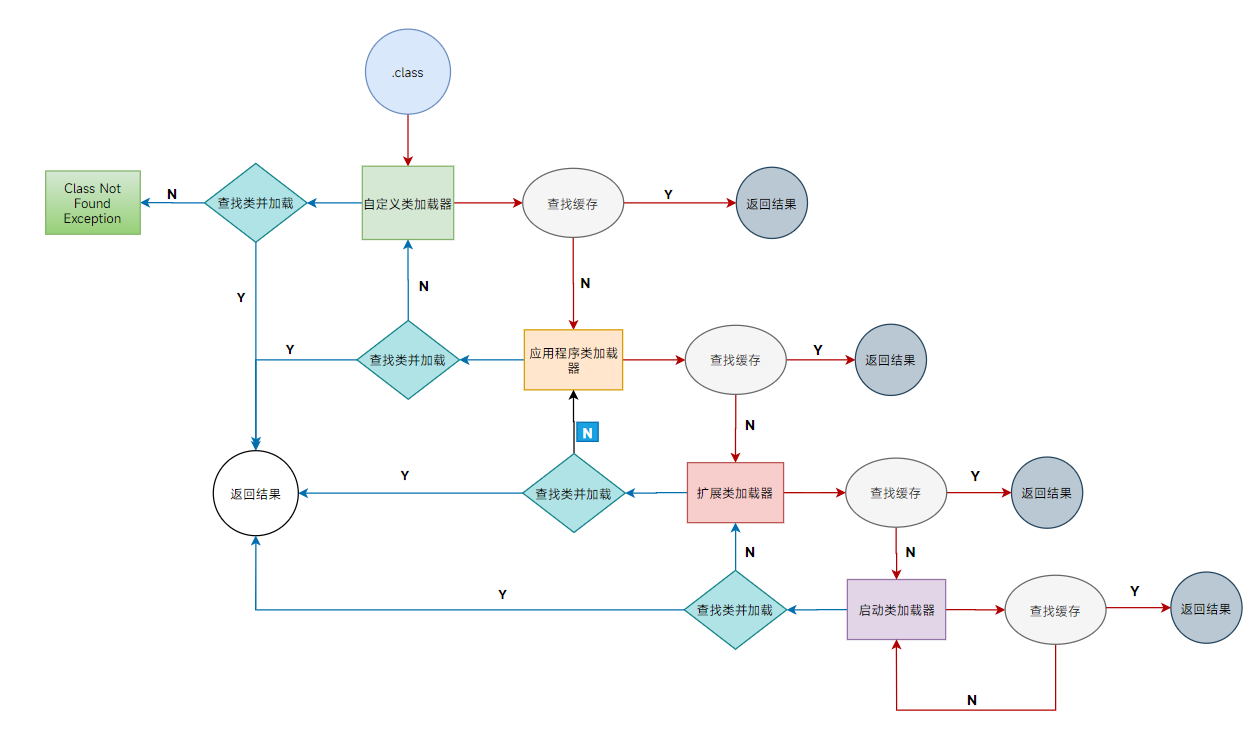 .class
Class Not
Found
Exception
N
查找类并加载
自定义类加载器
查找缓存
Y
返回结果
Y
N
N
Y
查找类并加载
应用程序类加载
器
查找缓存
Y
返回结果
N
N
返回结果
Y
查找类并加载
扩展类加载器
查找缓存
Y
返回结果
N
N
Y
查找类并加载
启动类加载器
查找缓存
Y
返回结果
N